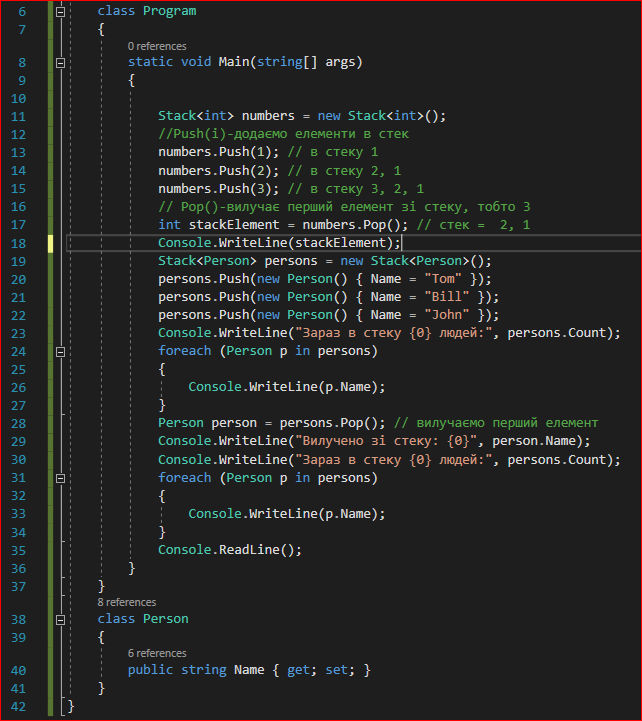 6 class Program
7 {
0 references
8 static void Main(string[] args)
9 {
10
11 Stack<int> numbers = new Stack<int>();
12 //Push(i)-додаємо елементи в стек
13 numbers.Push(1); // в стеку 1
14 numbers.Push(2); // в стеку 2, 1
15 numbers.Push(3); // в стеку 3, 2, 1
16 // Pop()-вилучає перший елемент зі стеку, тобто 3
17 int stackElement = numbers.Pop(); // стек =  2, 1
18 Console.WriteLine(stackElement);
19 Stack<Person> persons = new Stack<Person>();
20 persons.Push(new Person() { Name = "Tom" });
21 persons.Push(new Person() { Name = "Bill" });
22 persons.Push(new Person() { Name = "John" });
23 Console.WriteLine("Зараз в стеку {0} людей:", persons.Count);
24 foreach (Person p in persons)
25 {
26 Console.WriteLine(p.Name);
27 }
28 Person person = persons.Pop(); // вилучаємо перший елемент
29 Console.WriteLine("Вилучено зі стеку: {0}", person.Name);
30 Console.WriteLine("Зараз в стеку {0} людей:", persons.Count);
31 foreach (Person p in persons)
32 {
33 Console.WriteLine(p.Name);
34 }
35 Console.ReadLine();
36 }
37 }
8 references
38 class Person
39 {
6 references
40 public string Name { get; set; }
41 }
42 }